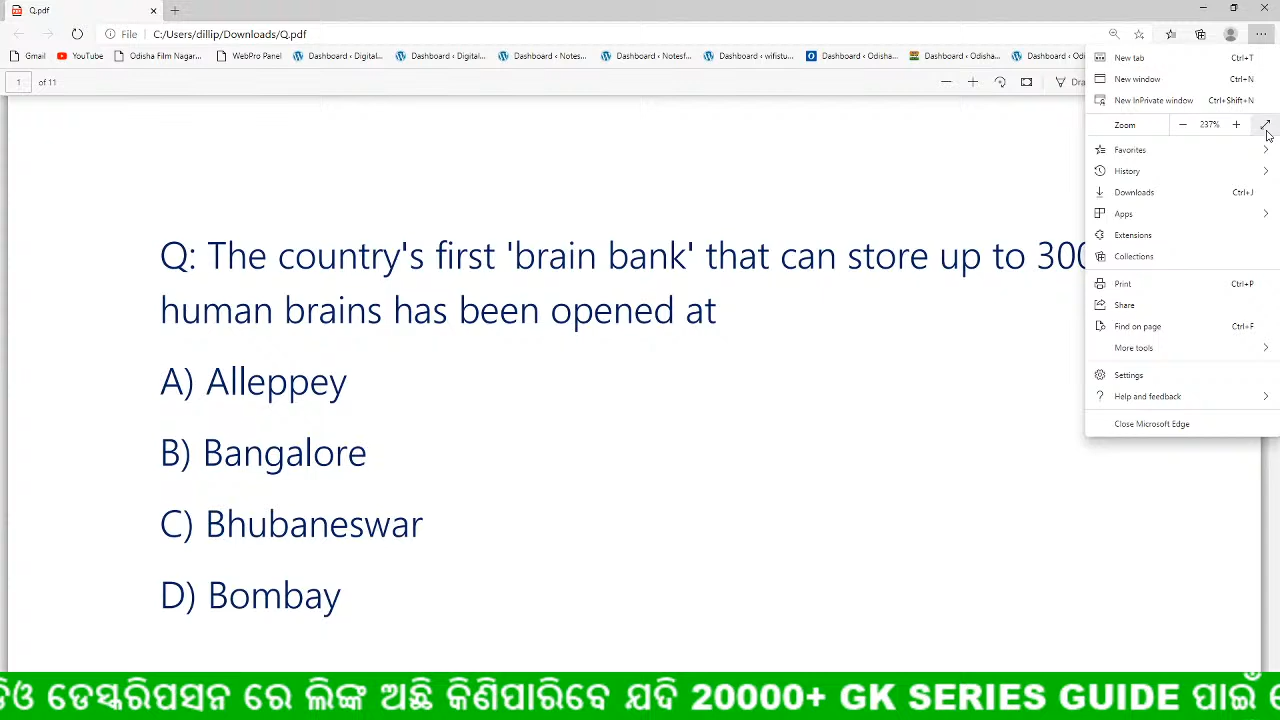 Q.pdf
File C:/Users/dillip/Downloads/Q.pdf
Gmail YouTube Odisha Film Nagar... WebPro Panel Dashboard ‹ Digital... Dashboard ‹ Digital... Dashboard ‹ Notes... Dashboard ‹ Notesf... Dashboard ‹ wifistu... Dashboard ‹ Odisha... Dashboard ‹ Odisha... Dashboard ‹ Odi
1 of 11
Dra
New tab Ctrl+T
New window Ctrl+N
New InPrivate window Ctrl+Shift+N
Zoom 237%
Favorites
History
Downloads Ctrl+J
Apps
Extensions
Collections
Print Ctrl+P
Share
Find on page Ctrl+F
More tools
Settings
Help and feedback
Close Microsoft Edge
Q: The country's first 'brain bank' that can store up to 300
human brains has been opened at
A) Alleppey
B) Bangalore
C) Bhubaneswar
D) Bombay
ଡେସ୍କରିପସନ ରେ ଲିଙ୍କ ଅଛି କିଣିପାରିବେ ଯଦି 20000+ GK SERIES GUIDE ପାଇଁ